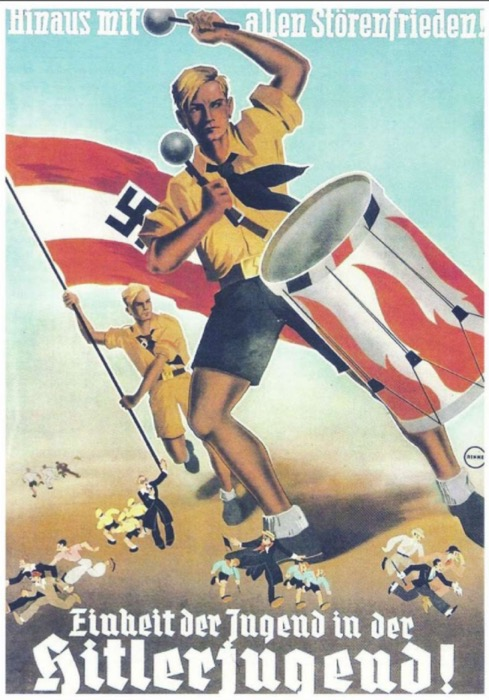 Hinaus mit allen Störenfrieden!
Einheit der Jugend in der
Hitlerjugend!